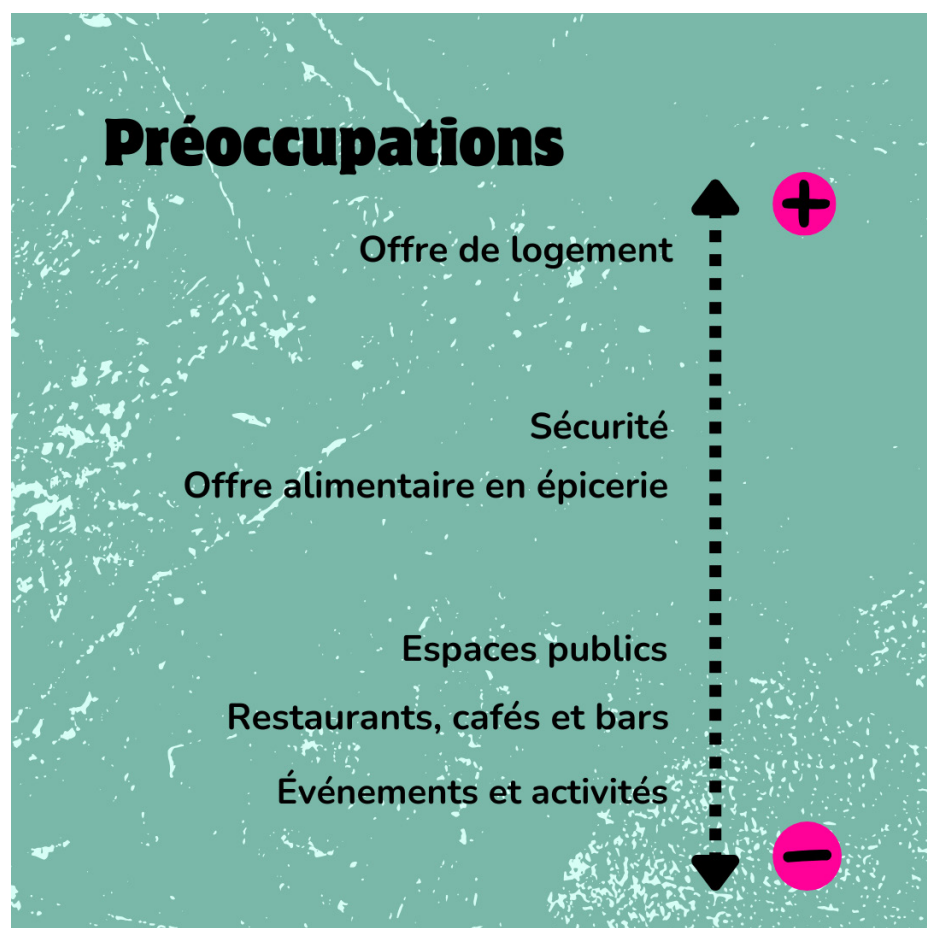 Préoccupations
+
Offre de logement
Sécurité
Offre alimentaire en épicerie
Espaces publics
Restaurants, cafés et bars
Événements et activités
−